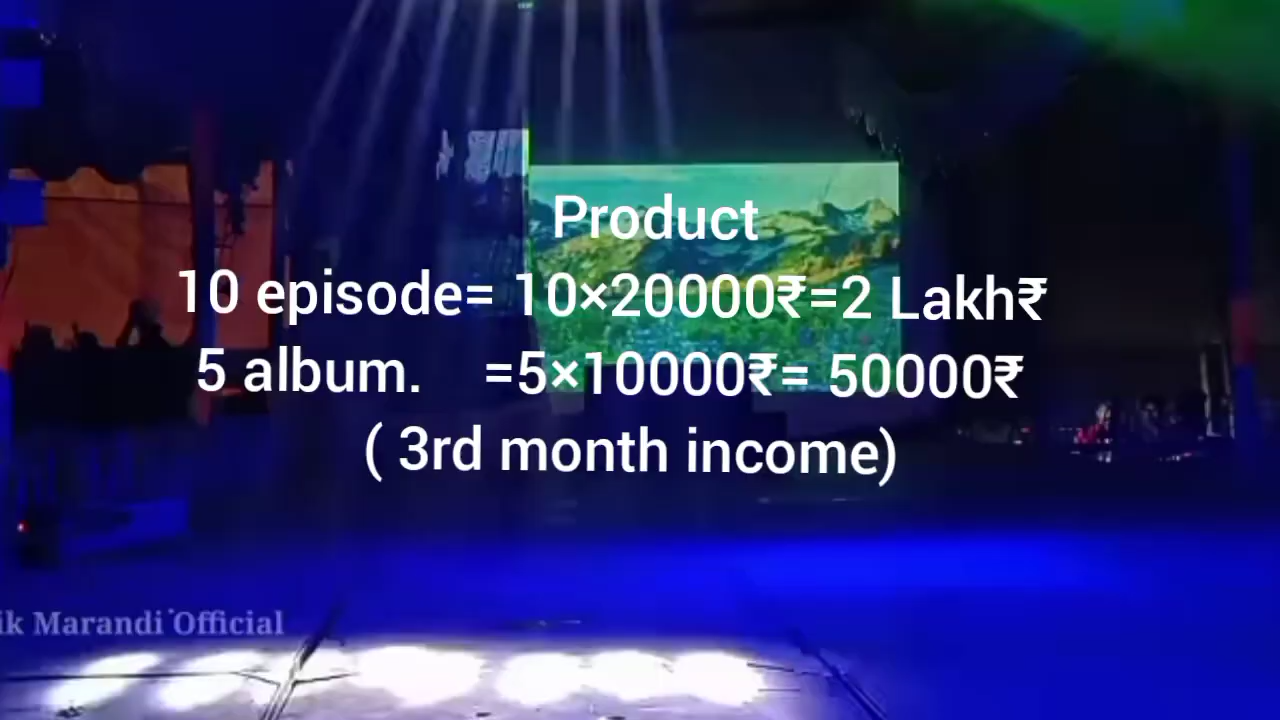 Product
10 episode= 10×20000₹=2 Lakh₹
5 album.    =5×10000₹= 50000₹
( 3rd month income)
ik Marandi Official